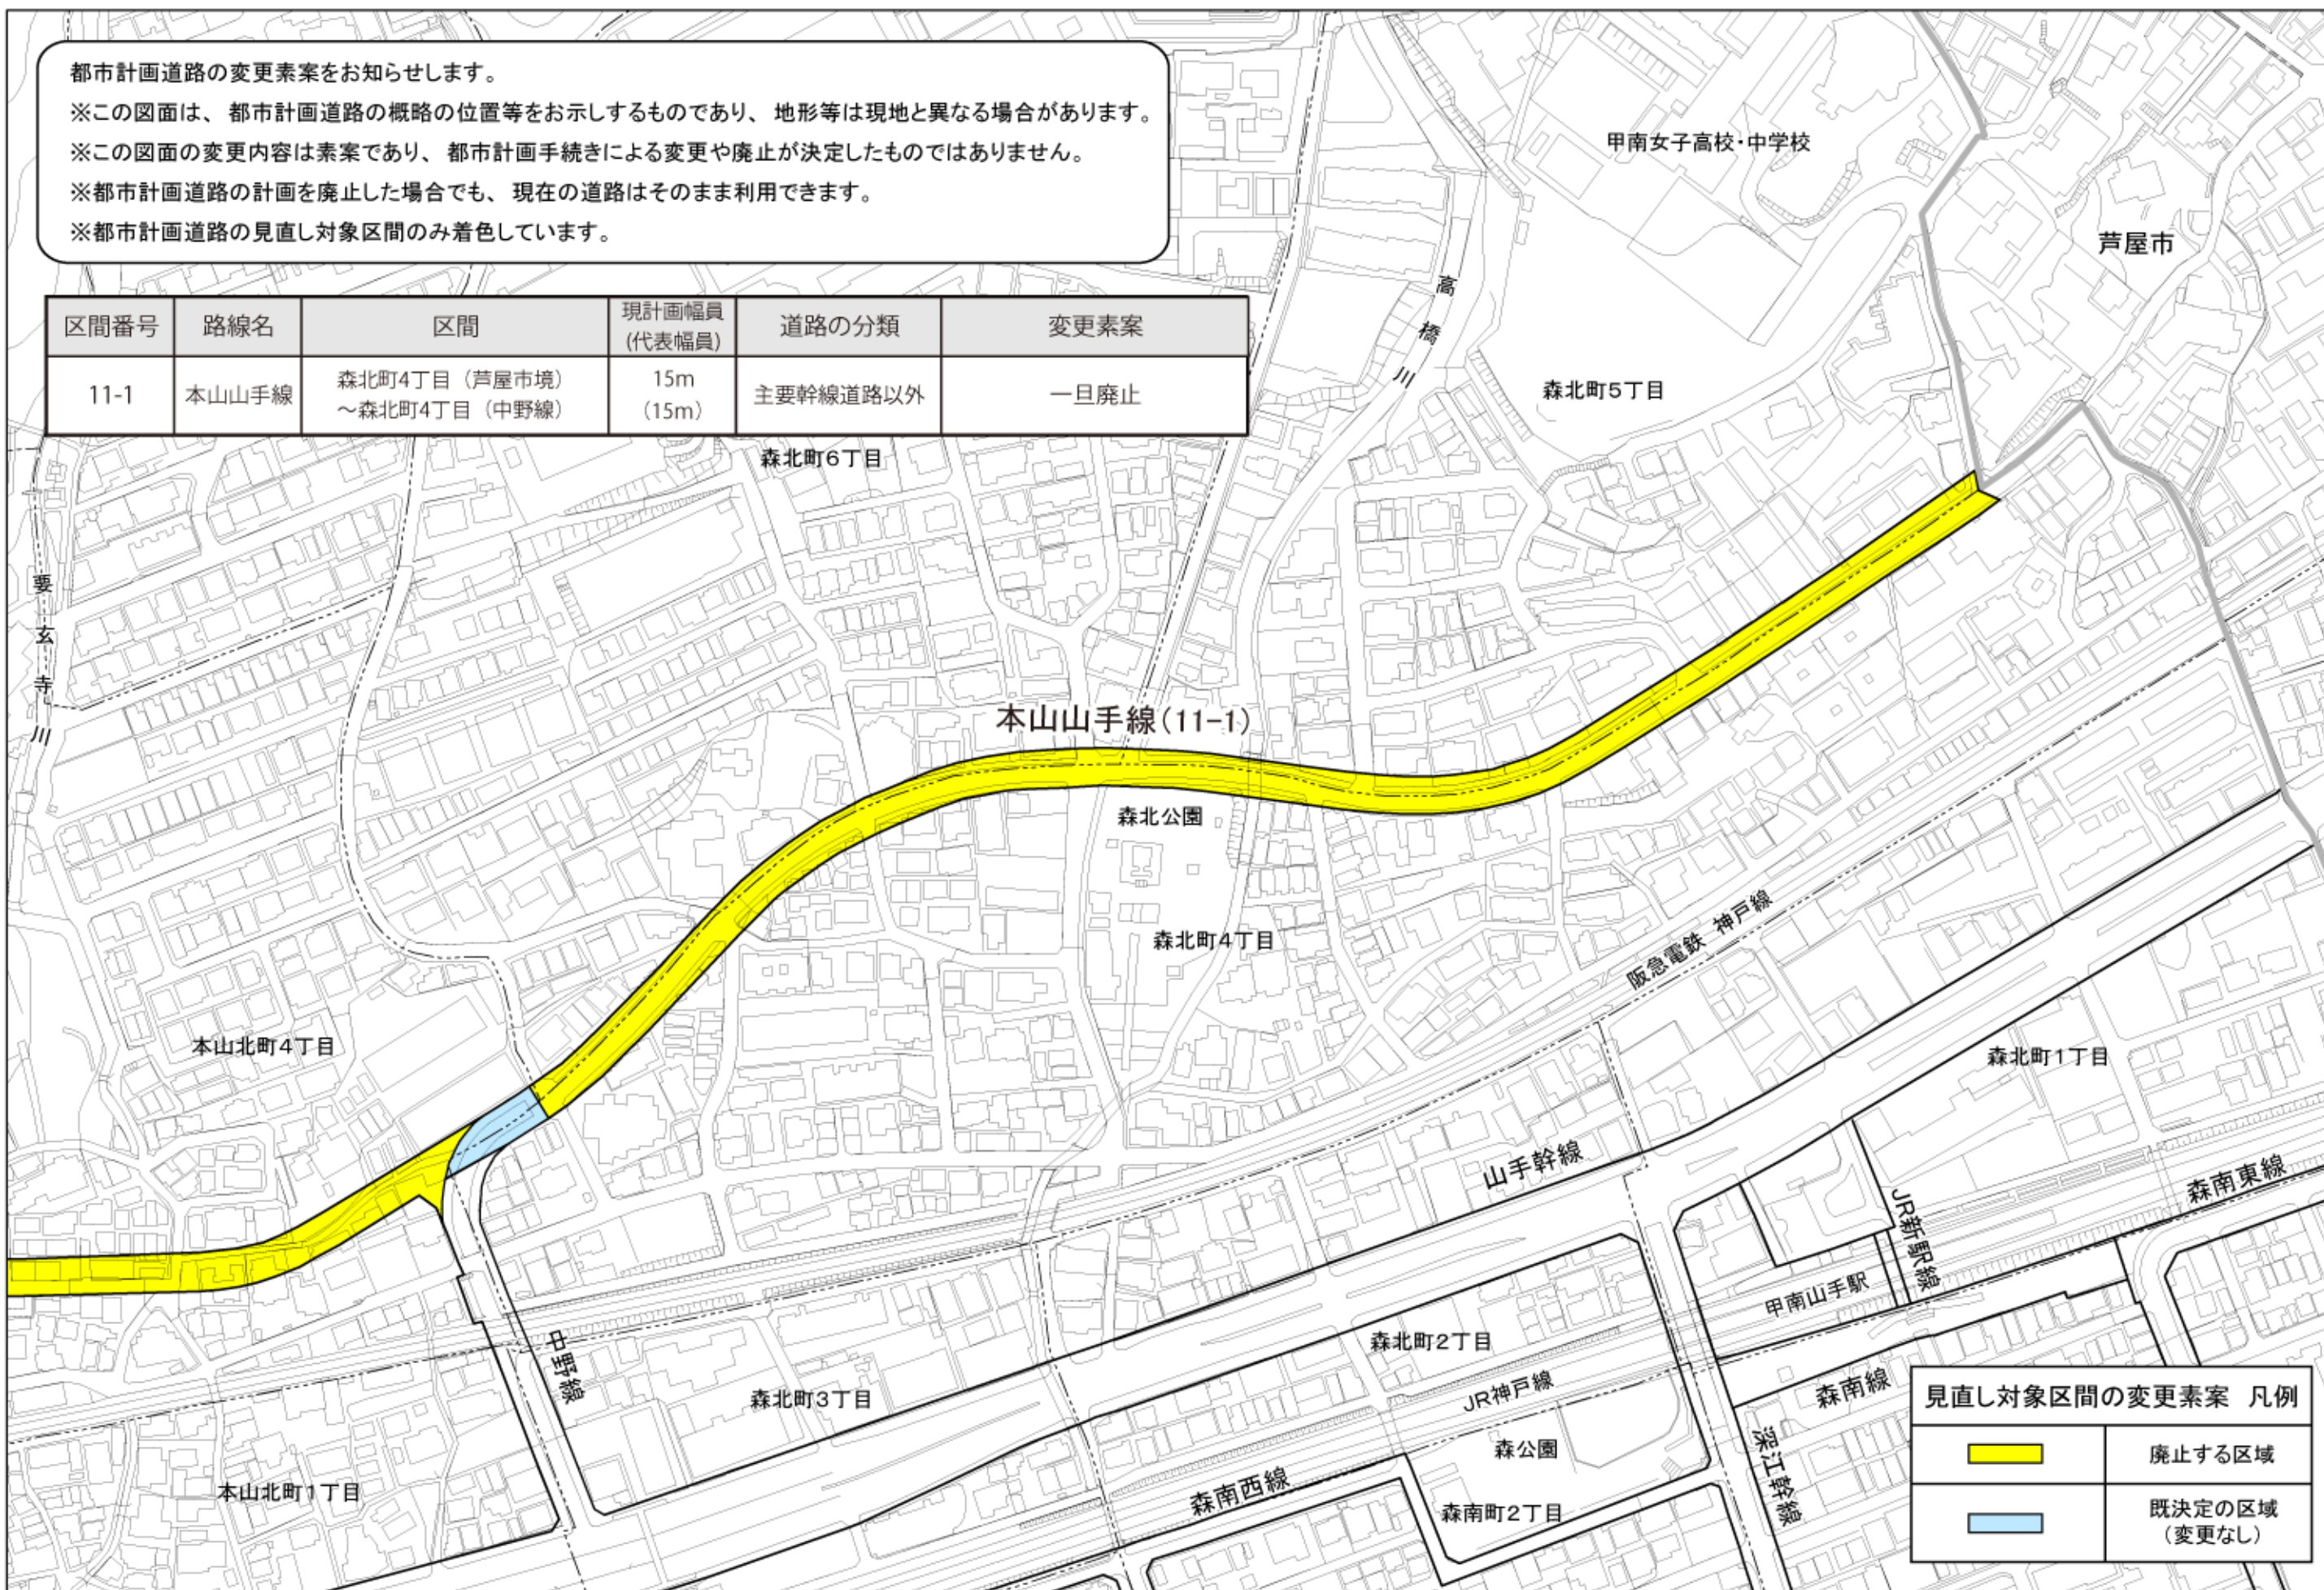 都市計画道路の変更素案をお知らせします。
※この図面は、都市計画道路の概略の位置等をお示しするものであり、地形等は現地と異なる場合があります。
※この図面の変更内容は素案であり、都市計画手続きによる変更や廃止が決定したものではありません。
※都市計画道路の計画を廃止した場合でも、現在の道路はそのまま利用できます。
※都市計画道路の見直し対象区間のみ着色しています。
区間番号 路線名 区間 現計画幅員 (代表幅員) 道路の分類 変更素案
11-1 本山山手線 森北町4丁目（芦屋市境） ～森北町4丁目（中野線） 15m （15m） 主要幹線道路以外 一旦廃止
甲南女子高校・中学校
芦屋市
高橋川
森北町5丁目
森北町6丁目
要玄寺川
本山山手線(11-1)
森北公園
森北町4丁目
阪急電鉄 神戸線
本山北町4丁目
森北町1丁目
山手幹線
森南東線
JR新駅線
甲南山手駅
中野線
森北町2丁目
森北町3丁目
JR神戸線
森南線
森公園
深江幹線
本山北町1丁目
森南西線
森南町2丁目
見直し対象区間の変更素案 凡例
廃止する区域
既決定の区域
（変更なし）